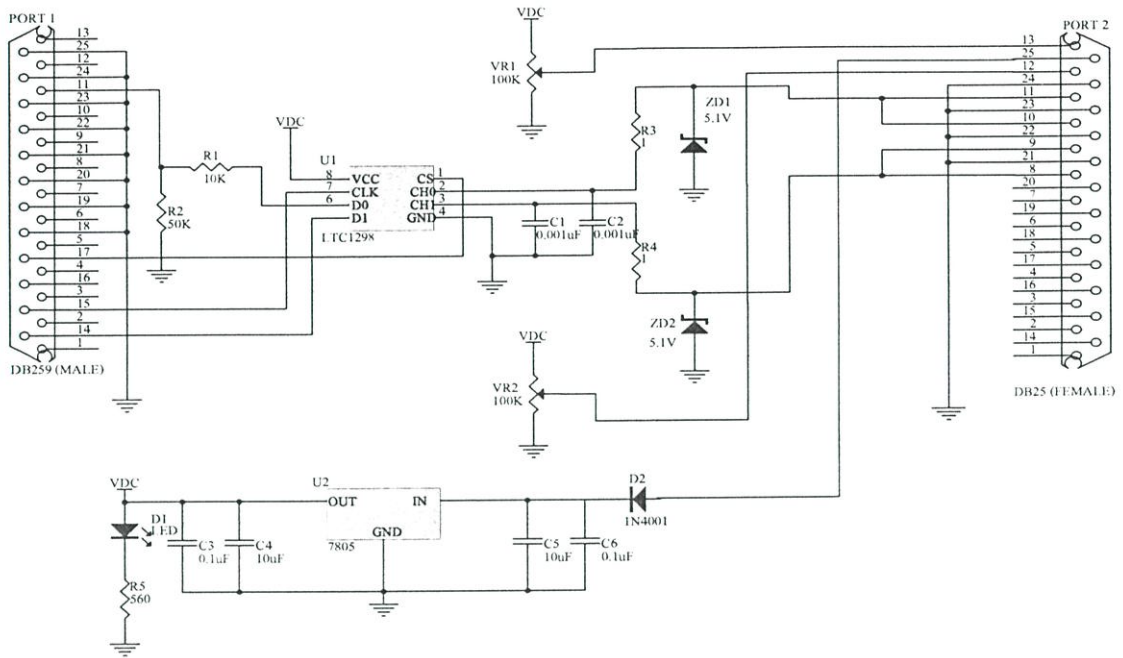 PORT 1
13
25
12
24
11
23
10
22
9
21
8
20
7
19
6
18
5
17
4
16
3
15
2
14
1
DB259 (MALE)
R1
10K
R2
50K
VDC
U1
8 VCC
7 CLK
6 D0
D1
CS 1
CH0 2
CH1 3
GND 4
LTC1298
VDC
VR1
100K
C1
0.001uF
C2
0.001uF
R3
1
R4
1
ZD1
5.1V
ZD2
5.1V
VDC
VR2
100K
PORT 2
13
25
12
24
11
23
10
22
9
21
8
20
7
19
6
18
5
17
4
16
3
15
2
14
1
DB25 (FEMALE)
VDC
D1
LED
R5
560
C3
0.1uF
C4
10uF
U2
OUT
IN
GND
7805
C5
10uF
C6
0.1uF
D2
1N4001